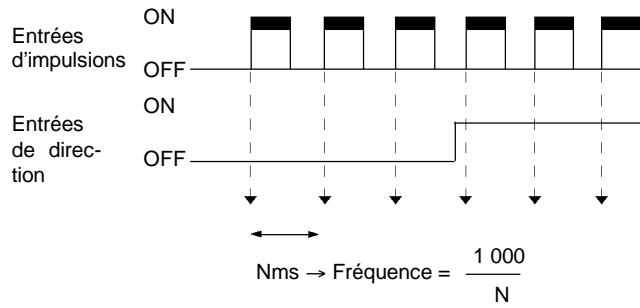 ON
Entrées
d’impulsions
OFF
ON
Entrées
de direc-
tion
OFF
Nms → Fréquence = 1 000
N